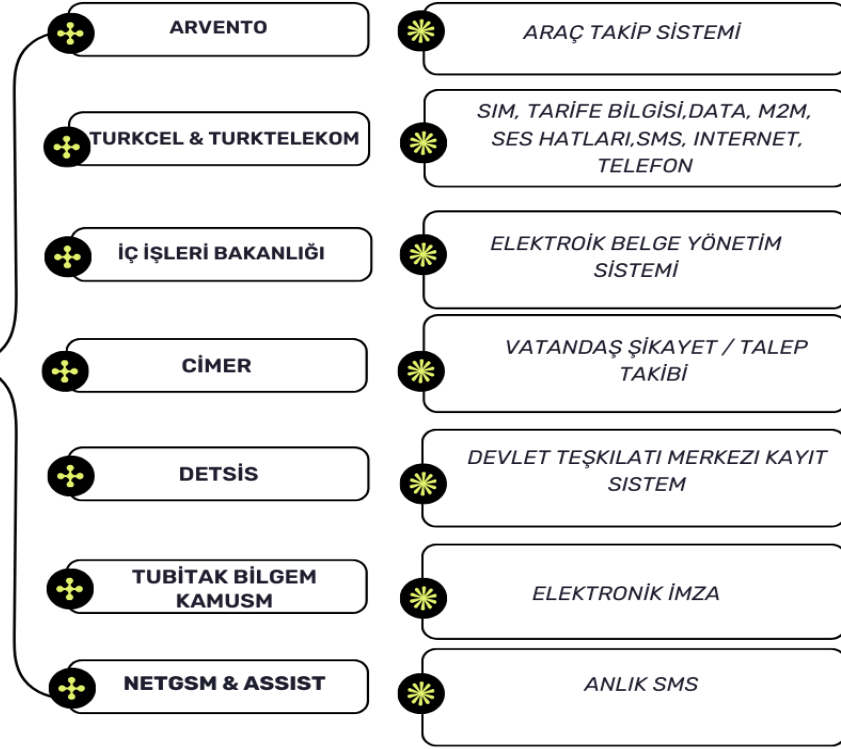 ARVENTO
ARAÇ TAKİP SİSTEMİ
TURKCEL & TURKTELEKOM
SIM, TARİFE BİLGİSİ,DATA, M2M,
SES HATLARI,SMS, INTERNET,
TELEFON
İÇ İŞLERİ BAKANLIĞI
ELEKTROİK BELGE YÖNETİM
SİSTEMİ
CİMER
VATANDAŞ ŞİKAYET / TALEP
TAKİBİ
DETSİS
DEVLET TEŞKILATI MERKEZI KAYIT
SISTEM
TUBİTAK BİLGEM
KAMUSM
ELEKTRONİK İMZA
NETGSM & ASSIST
ANLIK SMS